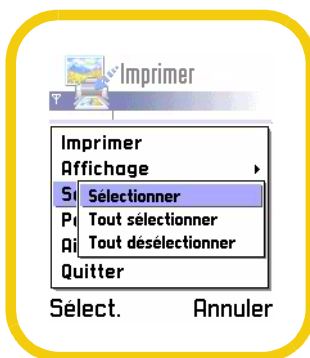 Imprimer
Imprimer
Affichage
Sélectionner
Tout sélectionner
Tout désélectionner
Quitter
Sélect. Annuler